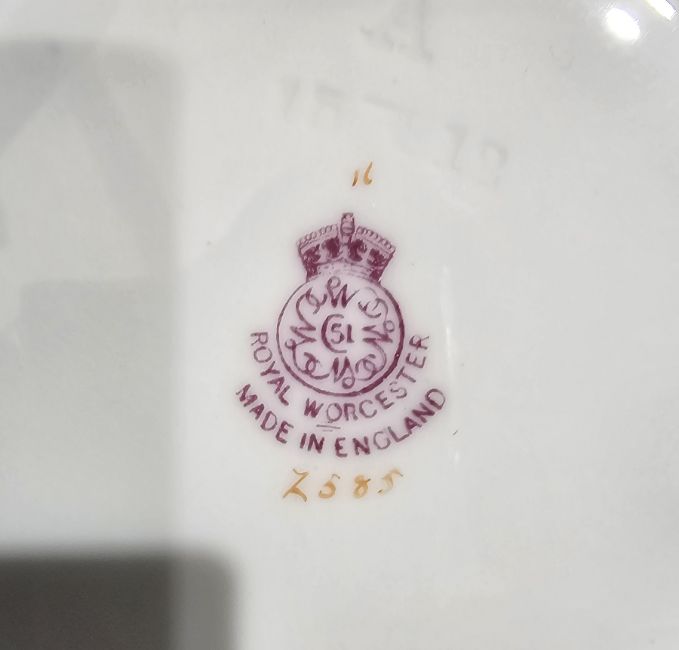 16
51
ROYAL WORCESTER
MADE IN ENGLAND
Z585